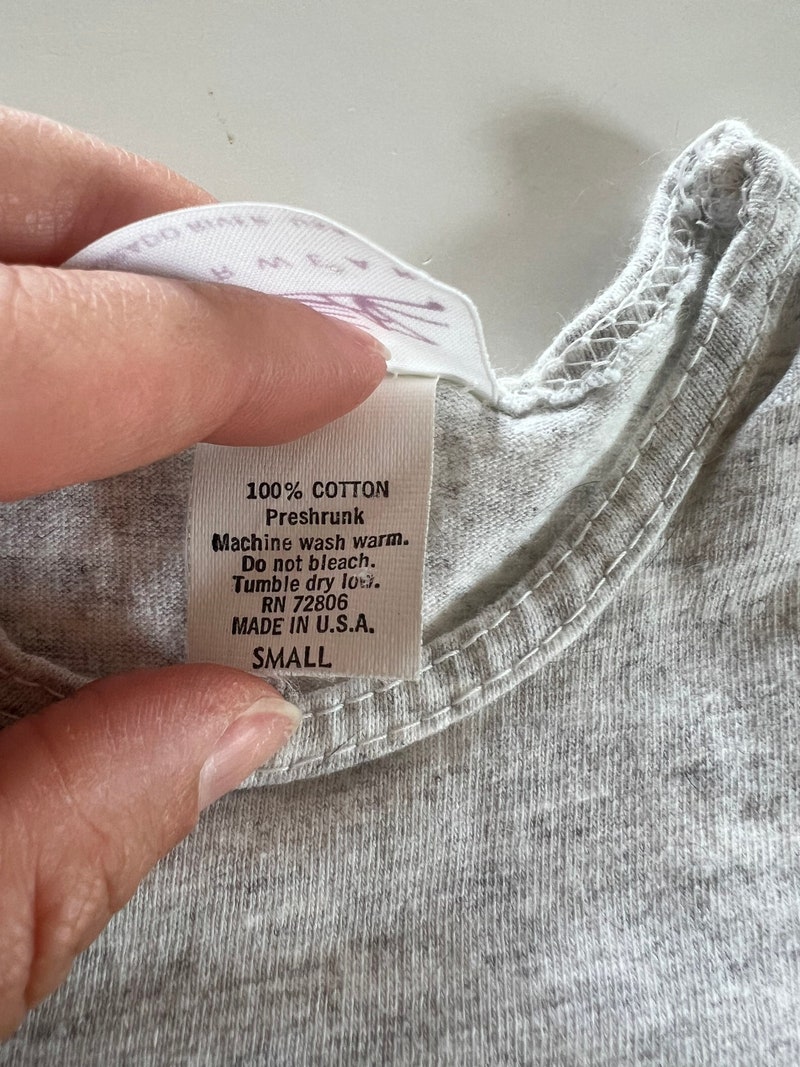 100% COTTON
Preshrunk
Machine wash warm.
Do not bleach.
Tumble dry low.
RN 72806
MADE IN U.S.A.
SMALL